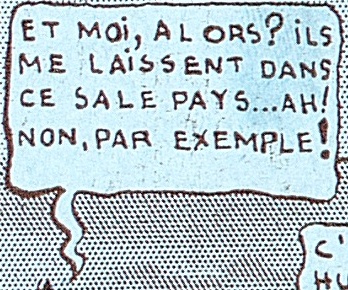 ET MOi, ALORS? iLS
ME LAISSENT DANS
CE SALE PAYS...AH!
NON, PAR EXEMPLE!
C'
HU